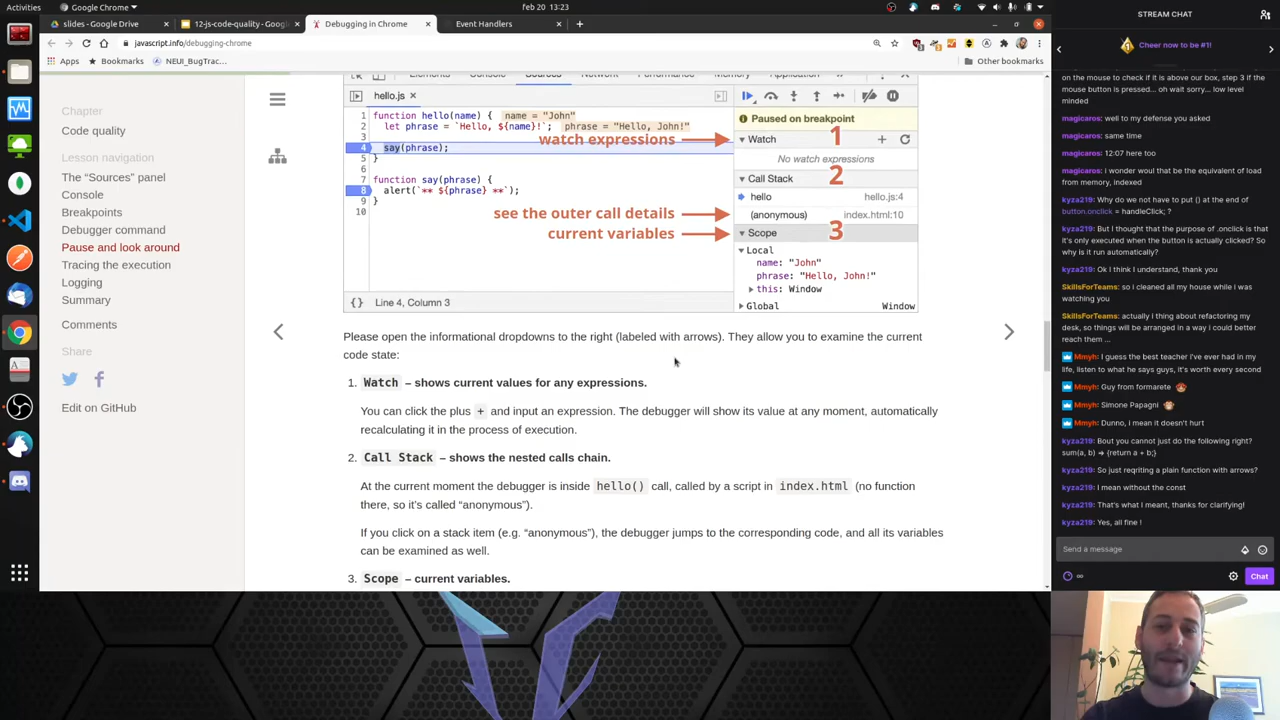 Activities
Google Chrome
feb 20 13:23
slides - Google Drive
12-js-code-quality - Google
Debugging in Chrome
Event Handlers
javascript.info/debugging-chrome
Apps
Bookmarks
NEUI_BugTrac...
Other bookmarks
Chapter
Code quality
Lesson navigation
The “Sources” panel
Console
Breakpoints
Debugger command
Pause and look around
Tracing the execution
Logging
Summary
Comments
Share
Edit on GitHub
Elements Console Sources Network Performance Memory Application
hello.js
1 function hello(name) { name = "John"
2 let phrase = `Hello, ${name}!`; phrase = "Hello, John!"
3
4 say(phrase);
5 }
6
7 function say(phrase) {
8 alert(`** ${phrase} **`);
9 }
10
{} Line 4, Column 3
watch expressions
see the outer call details
current variables
Paused on breakpoint
Watch 1
No watch expressions
Call Stack 2
hello hello.js:4
(anonymous) index.html:10
Scope 3
Local
name: "John"
phrase: "Hello, John!"
this: Window
Global Window
Please open the informational dropdowns to the right (labeled with arrows). They allow you to examine the current
code state:
1. Watch – shows current values for any expressions.
You can click the plus + and input an expression. The debugger will show its value at any moment, automatically
recalculating it in the process of execution.
2. Call Stack – shows the nested calls chain.
At the current moment the debugger is inside hello() call, called by a script in index.html (no function
there, so it’s called “anonymous”).
If you click on a stack item (e.g. “anonymous”), the debugger jumps to the corresponding code, and all its variables
can be examined as well.
3. Scope – current variables.
STREAM CHAT
Cheer now to be #1!
on the mouse to check if it is above our box, step 3 if the
mouse button is pressed... oh wait sorry... low level
minded
magicaros: well to my defense you asked
magicaros: same time
magicaros: 12:07 here too
magicaros: i wonder woul that be the equivalent of load
from memory, indexed
kyza219: Why do we not have to put () at the end of
button.onclick = handleClick; ?
kyza219: But I thought that the purpose of .onclick is that
it's only executed when the button is actually clicked? So
why is it run automatically?
kyza219: Ok I think I understand, thank you
SkillsForTeams: so I cleaned all my house while i was
watching you
SkillsForTeams: actually I thing about refactoring my
desk, so things will be arranged in a way i could better
reach them ...
Mmyh: I guess the best teacher i've ever had in my
life, listen to what he says guys, it's worth every second
Mmyh: Guy from formarete
Mmyh: Simone Papagni
Mmyh: Dunno, i mean it doesn't hurt
kyza219: Bout you cannot just do the following right?
sum(a, b) => {return a + b;}
kyza219: So just reqriting a plain function with arrows?
kyza219: I mean without the const
kyza219: That's what I meant, thanks for clarifying!
kyza219: Yes, all fine !
Send a message
Chat